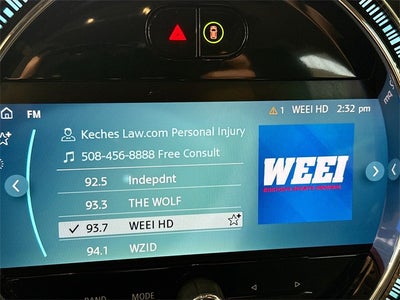 FM
1 WEEI HD 2:32 pm
Keches Law.com Personal Injury
508-456-8888 Free Consult
92.5 Indepdnt
93.3 THE WOLF
93.7 WEEI HD
94.1 WZID
WEEI
BAND MODE